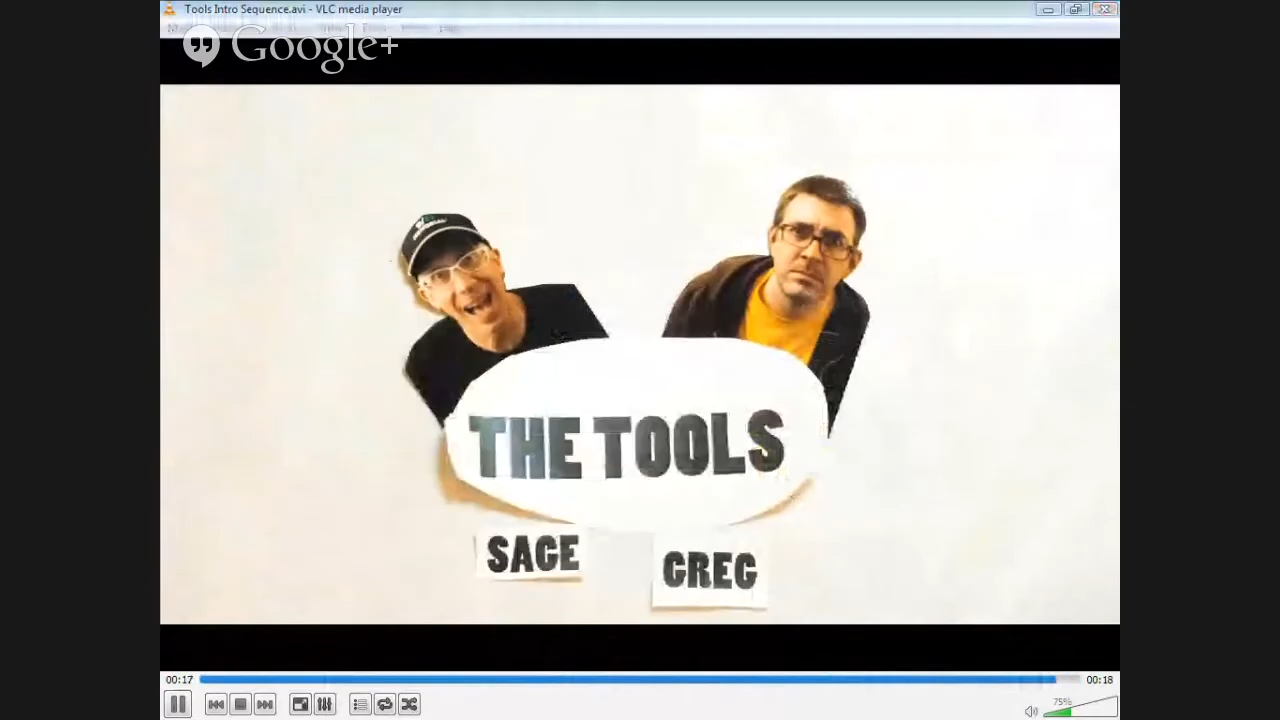 Tools Intro Sequence.avi - VLC media player
Google+
THE TOOLS
SAGE
GREG
00:17
00:18
75%